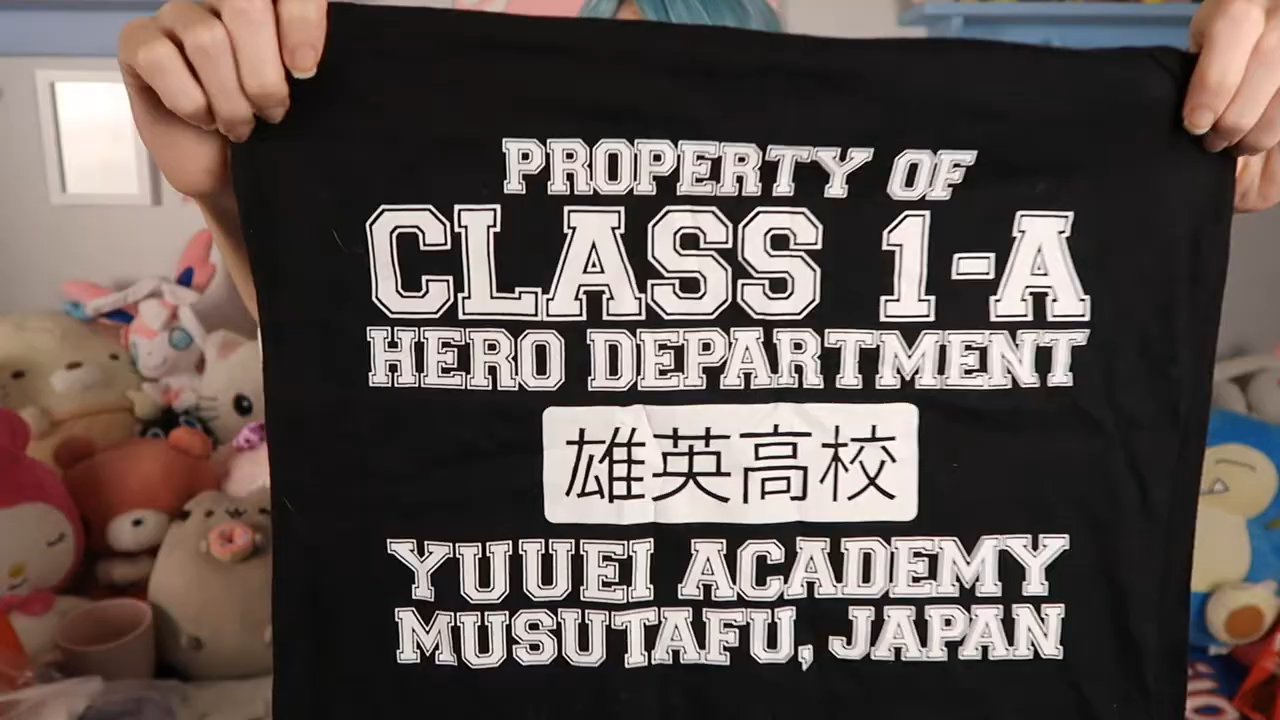 PROPERTY OF
CLASS 1-A
HERO DEPARTMENT
雄英高校
YUUEI ACADEMY
MUSUTAFU, JAPAN